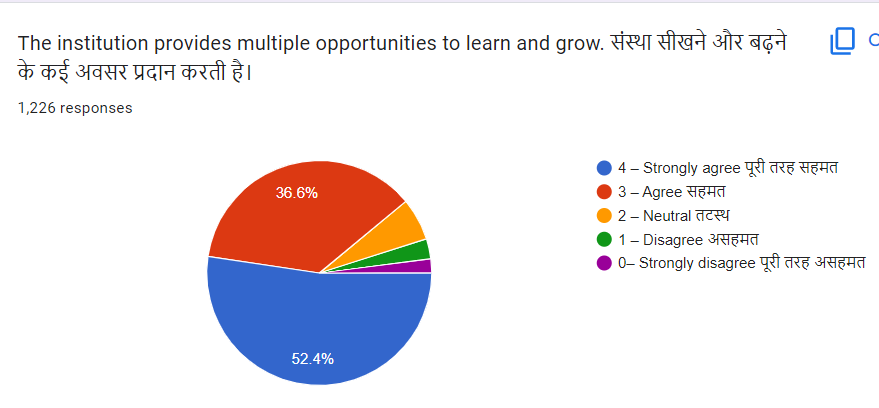 The institution provides multiple opportunities to learn and grow. संस्था सीखने और बढ़ने
के कई अवसर प्रदान करती है।
1,226 responses
36.6%
52.4%
4 – Strongly agree पूरी तरह सहमत
3 – Agree सहमत
2 – Neutral तटस्थ
1 – Disagree असहमत
0– Strongly disagree पूरी तरह असहमत